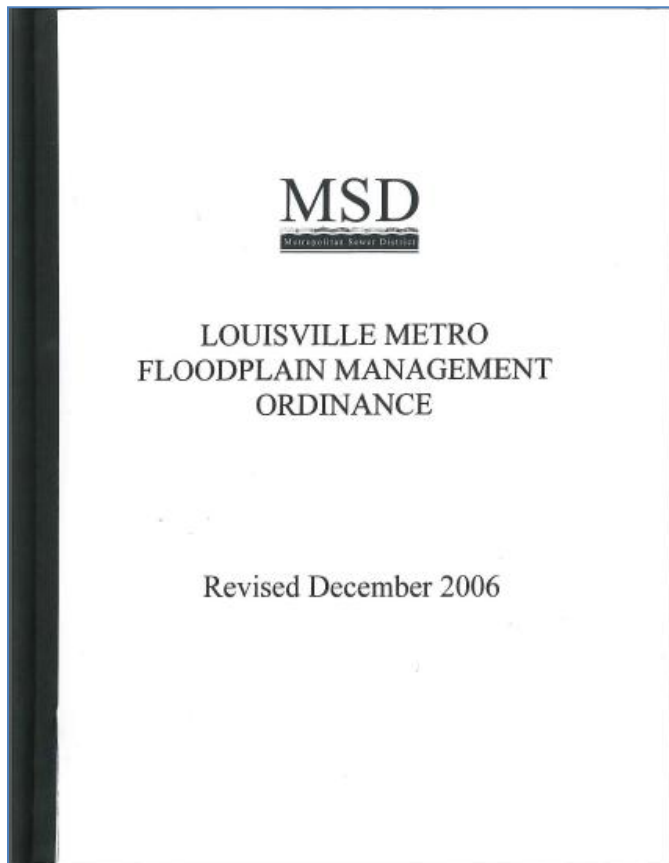 MSD
Metropolitan Sewer District
LOUISVILLE METRO
FLOODPLAIN MANAGEMENT
ORDINANCE
Revised December 2006